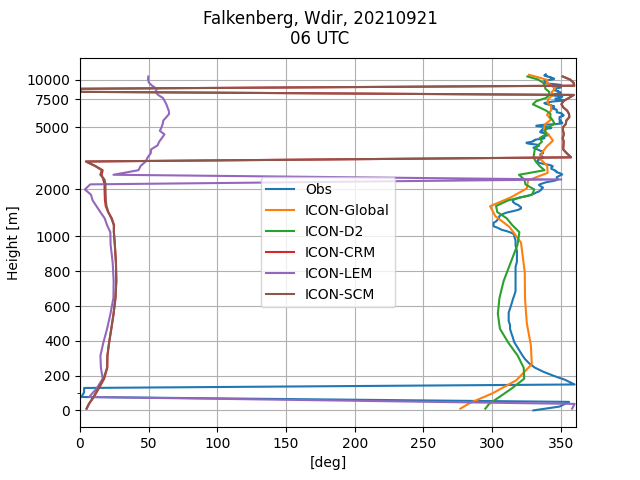 Falkenberg, Wdir, 20210921
06 UTC
Height [m]
10000
7500
5000
2000
1000
800
600
400
200
0
Obs
ICON-Global
ICON-D2
ICON-CRM
ICON-LEM
ICON-SCM
0 50 100 150 200 250 300 350
[deg]